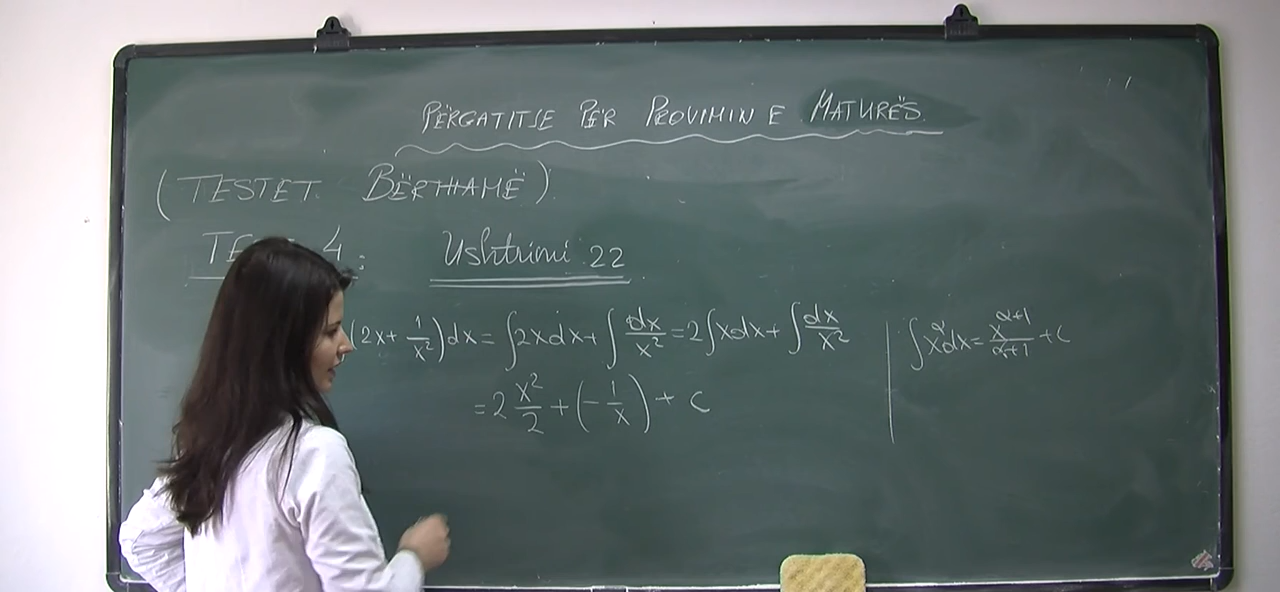 PËRGATITJE PËR PROVIMIN E MATURËS
(TESTET BËRTHAMË)
4: Ushtrimi 22
(2x + 1/x²)dx = ∫2xdx + ∫dx/x² = 2∫xdx + ∫dx/x²
∫x^α dx = x^(α+1)/(α+1) + c
= 2 x²/2 + (-1/x) + c